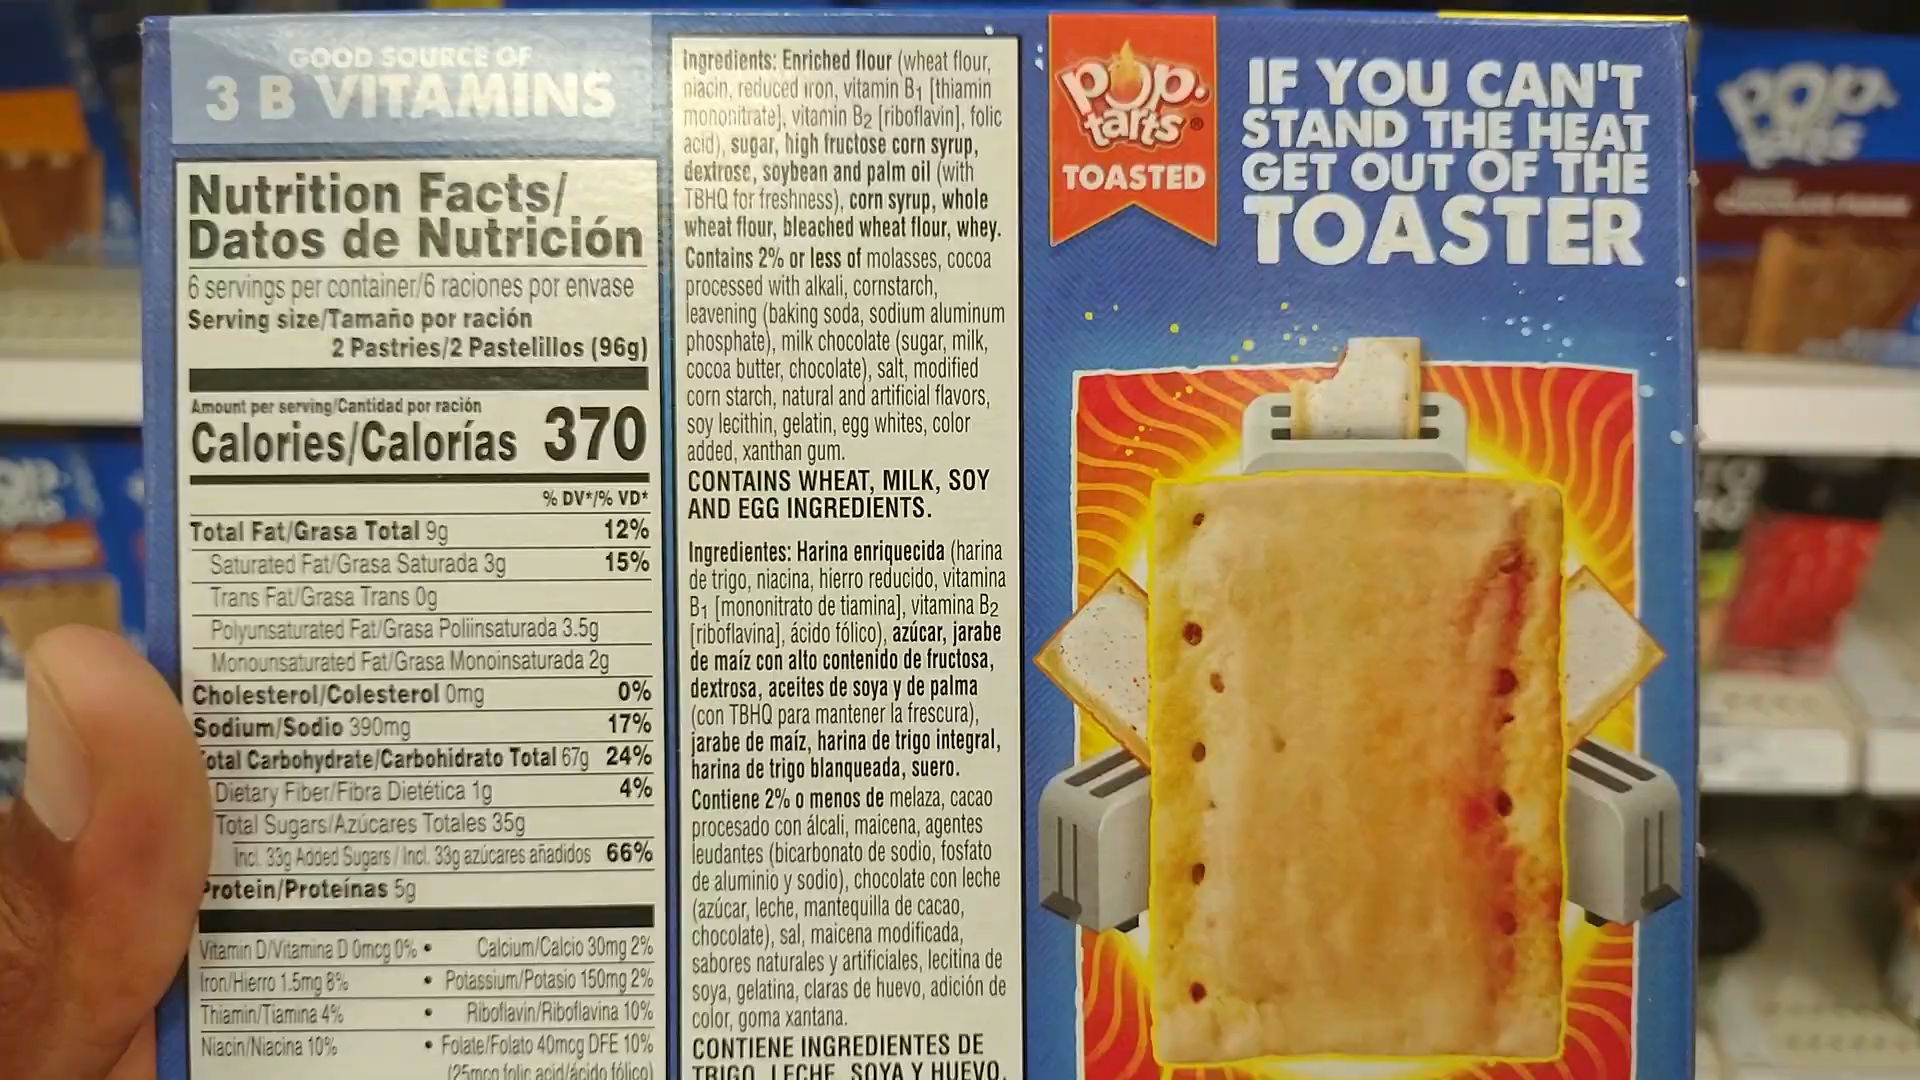 GOOD SOURCE OF
3 B VITAMINS
Nutrition Facts/
Datos de Nutrición
6 servings per container/6 raciones por envase
Serving size/Tamaño por ración
2 Pastries/2 Pastelillos (96g)
Amount per serving/Cantidad por ración
Calories/Calorías 370
% DV*/% VD*
Total Fat/Grasa Total 9g 12%
Saturated Fat/Grasa Saturada 3g 15%
Trans Fat/Grasa Trans 0g
Polyunsaturated Fat/Grasa Poliinsaturada 3.5g
Monounsaturated Fat/Grasa Monoinsaturada 2g
Cholesterol/Colesterol 0mg 0%
Sodium/Sodio 390mg 17%
otal Carbohydrate/Carbohidrato Total 67g 24%
Dietary Fiber/Fibra Dietética 1g 4%
Total Sugars/Azúcares Totales 35g
Incl. 33g Added Sugars / Incl. 33g azúcares añadidos 66%
Protein/Proteínas 5g
Vitamin D/Vitamina D 0mcg 0% • Calcium/Calcio 30mg 2%
Iron/Hierro 1.5mg 8% • Potassium/Potasio 150mg 2%
Thiamin/Tiamina 4% • Riboflavin/Riboflavina 10%
Niacin/Niacina 10% • Folate/Folato 40mcg DFE 10%
(25mcg folic acid/ácido fólico)
Ingredients: Enriched flour (wheat flour,
niacin, reduced iron, vitamin B1 [thiamin
mononitrate], vitamin B2 [riboflavin], folic
acid), sugar, high fructose corn syrup,
dextrose, soybean and palm oil (with
TBHQ for freshness), corn syrup, whole
wheat flour, bleached wheat flour, whey.
Contains 2% or less of molasses, cocoa
processed with alkali, cornstarch,
leavening (baking soda, sodium aluminum
phosphate), milk chocolate (sugar, milk,
cocoa butter, chocolate), salt, modified
corn starch, natural and artificial flavors,
soy lecithin, gelatin, egg whites, color
added, xanthan gum.
CONTAINS WHEAT, MILK, SOY
AND EGG INGREDIENTS.
Ingredientes: Harina enriquecida (harina
de trigo, niacina, hierro reducido, vitamina
B1 [mononitrato de tiamina], vitamina B2
[riboflavina], ácido fólico), azúcar, jarabe
de maíz con alto contenido de fructosa,
dextrosa, aceites de soya y de palma
(con TBHQ para mantener la frescura),
jarabe de maíz, harina de trigo integral,
harina de trigo blanqueada, suero.
Contiene 2% o menos de melaza, cacao
procesado con álcali, maicena, agentes
leudantes (bicarbonato de sodio, fosfato
de aluminio y sodio), chocolate con leche
(azúcar, leche, mantequilla de cacao,
chocolate), sal, maicena modificada,
sabores naturales y artificiales, lecitina de
soya, gelatina, claras de huevo, adición de
color, goma xantana.
CONTIENE INGREDIENTES DE
TRIGO, LECHE, SOYA Y HUEVO.
pop.
tarts®
TOASTED
IF YOU CAN'T
STAND THE HEAT
GET OUT OF THE
TOASTER
pop
tarts